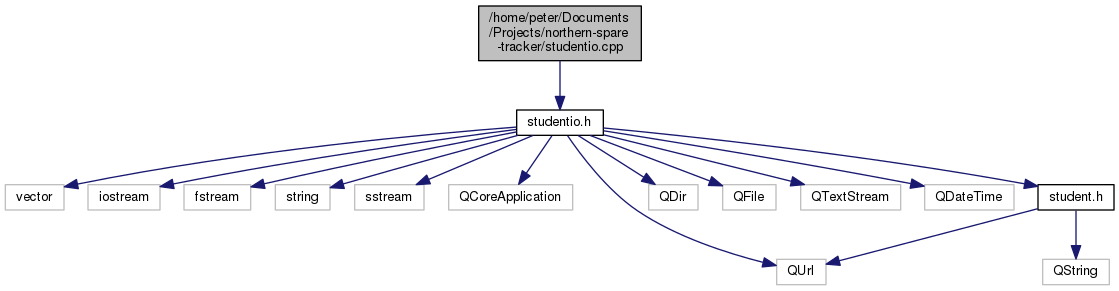 /home/peter/Documents
/Projects/northern-spare
-tracker/studentio.cpp
studentio.h
vector
iostream
fstream
string
sstream
QCoreApplication
QDir
QFile
QTextStream
QDateTime
student.h
QUrl
QString